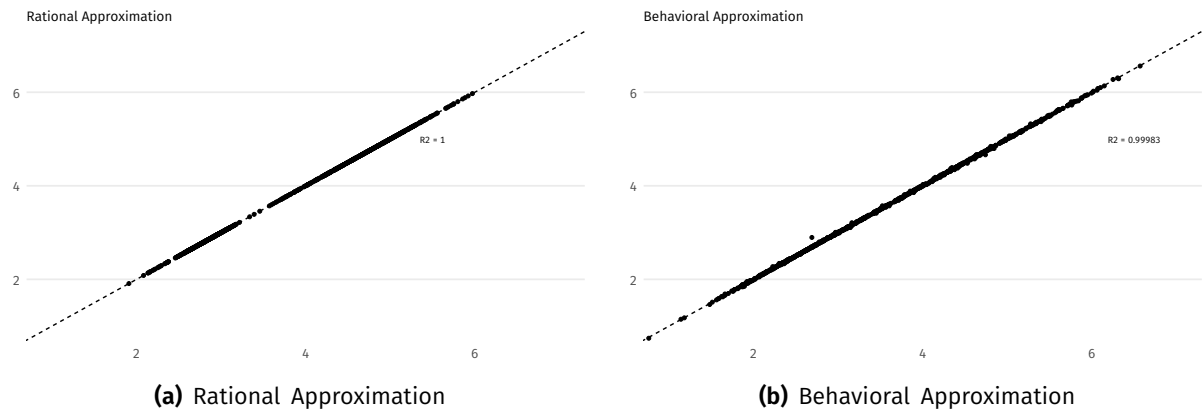 Rational Approximation
6
4
2
R2 = 1
2 4 6
(a) Rational Approximation
Behavioral Approximation
6
4
2
R2 = 0.99983
2 4 6
(b) Behavioral Approximation